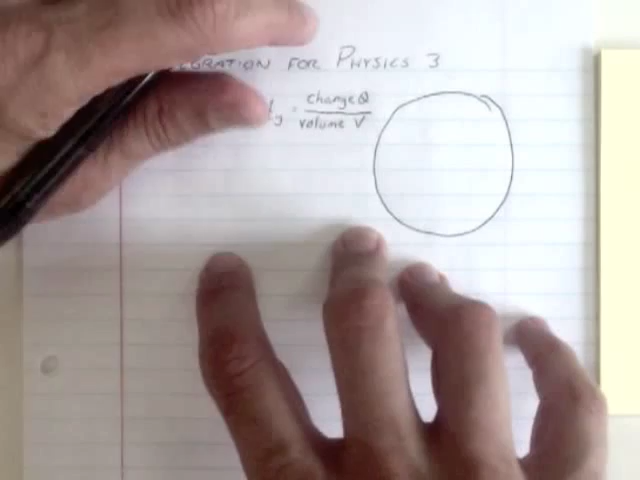 FOR PHYSICS 3
= charge Q
volume V